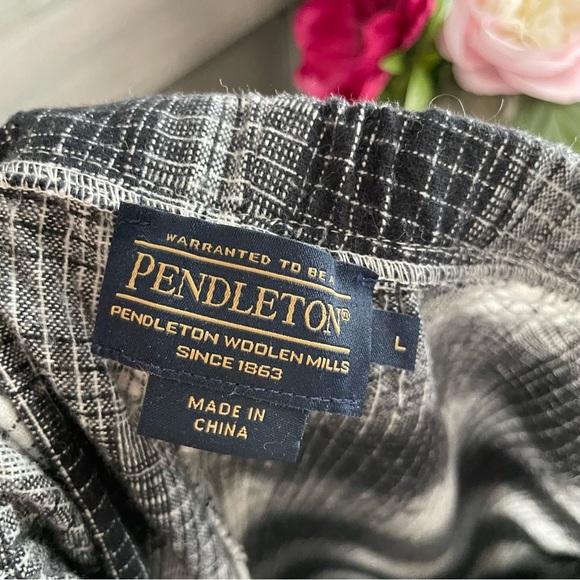 WARRANTED TO BE A
PENDLETON®
PENDLETON WOOLEN MILLS
SINCE 1863
L
MADE IN
CHINA